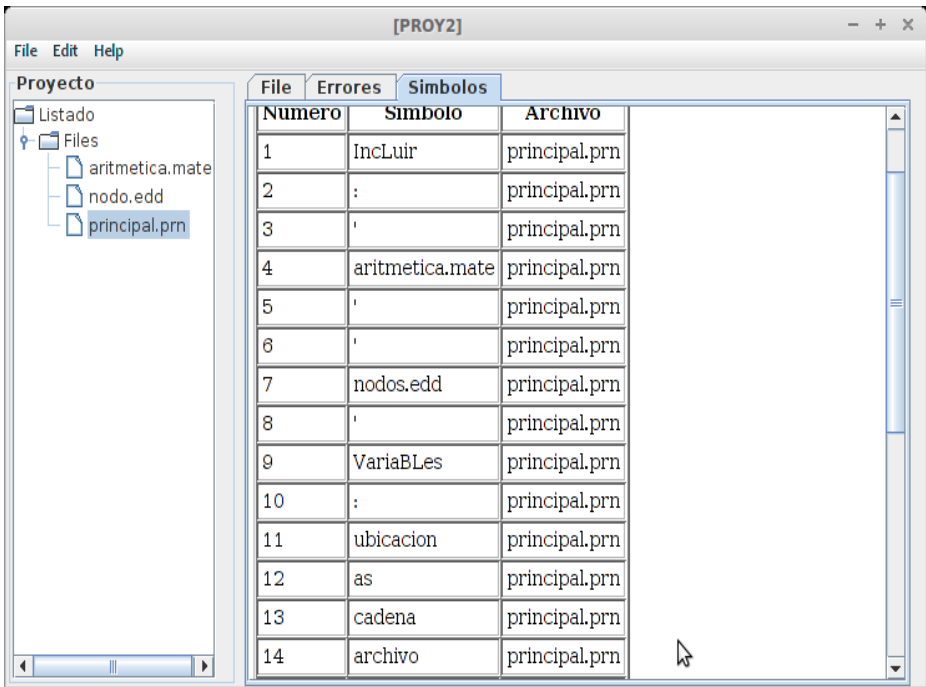 [PROY2]
File Edit Help
Proyecto
Listado
Files
aritmetica.mate
nodo.edd
principal.prn
File Errores Simbolos
Numero Simbolo Archivo
1 IncLuir principal.prn
2 : principal.prn
3 ' principal.prn
4 aritmetica.mate principal.prn
5 ' principal.prn
6 ' principal.prn
7 nodos.edd principal.prn
8 ' principal.prn
9 VariaBLes principal.prn
10 : principal.prn
11 ubicacion principal.prn
12 as principal.prn
13 cadena principal.prn
14 archivo principal.prn